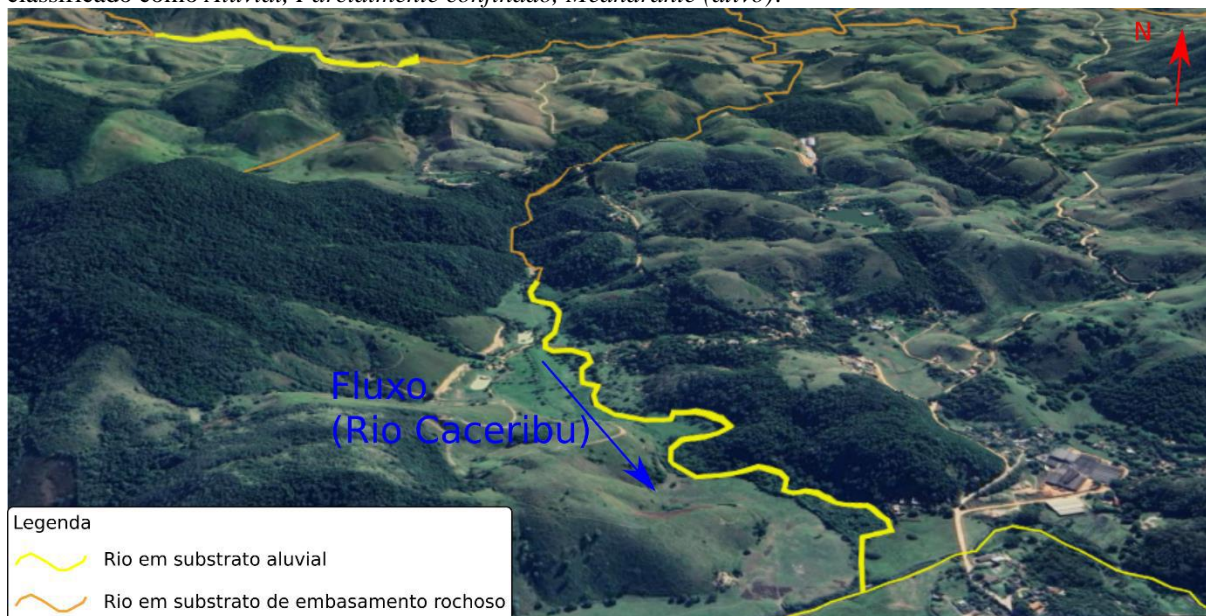 classificado como Aluvial, Parcialmente confinado, Meandrante (ativo).
N
Fluxo
(Rio Caceribu)
Legenda
Rio em substrato aluvial
Rio em substrato de embasamento rochoso